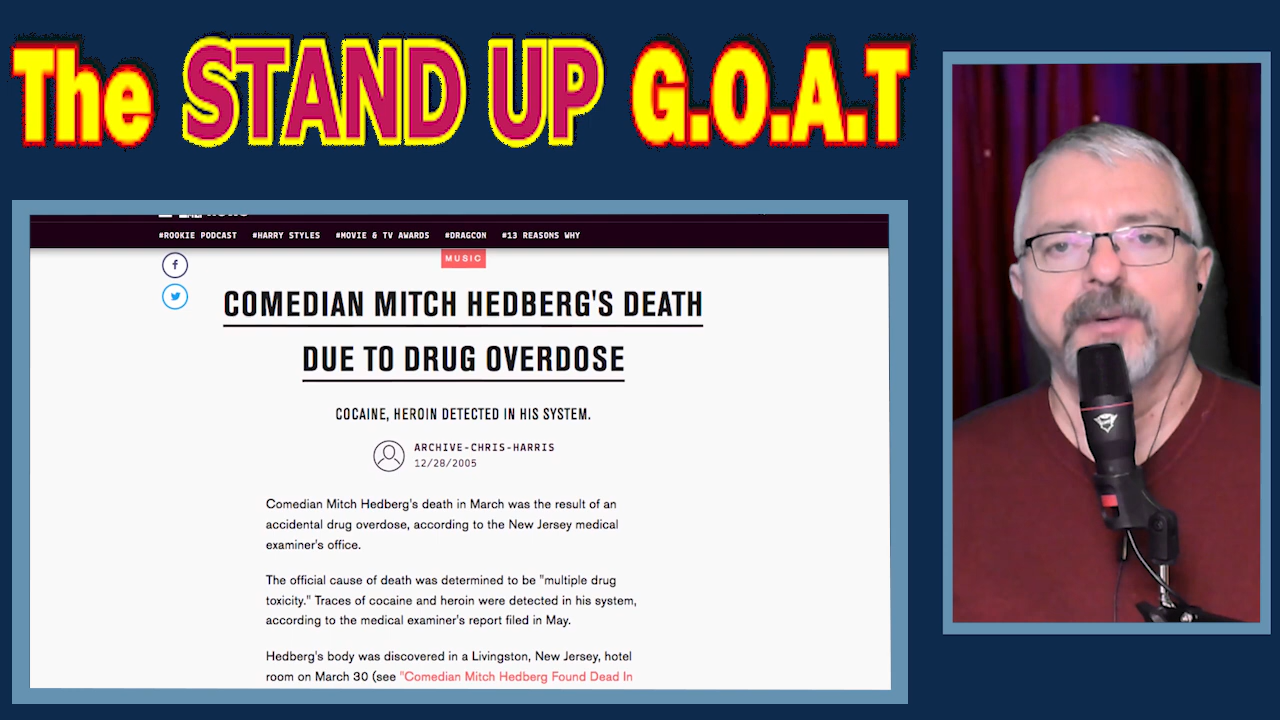 The STAND UP G.O.A.T
#ROOKIE PODCAST #HARRY STYLES #MOVIE & TV AWARDS #DRAGCON #13 REASONS WHY
MUSIC
COMEDIAN MITCH HEDBERG'S DEATH
DUE TO DRUG OVERDOSE
COCAINE, HEROIN DETECTED IN HIS SYSTEM.
ARCHIVE-CHRIS-HARRIS
12/28/2005
Comedian Mitch Hedberg's death in March was the result of an
accidental drug overdose, according to the New Jersey medical
examiner's office.
The official cause of death was determined to be "multiple drug
toxicity." Traces of cocaine and heroin were detected in his system,
according to the medical examiner's report filed in May.
Hedberg's body was discovered in a Livingston, New Jersey, hotel
room on March 30 (see "Comedian Mitch Hedberg Found Dead In